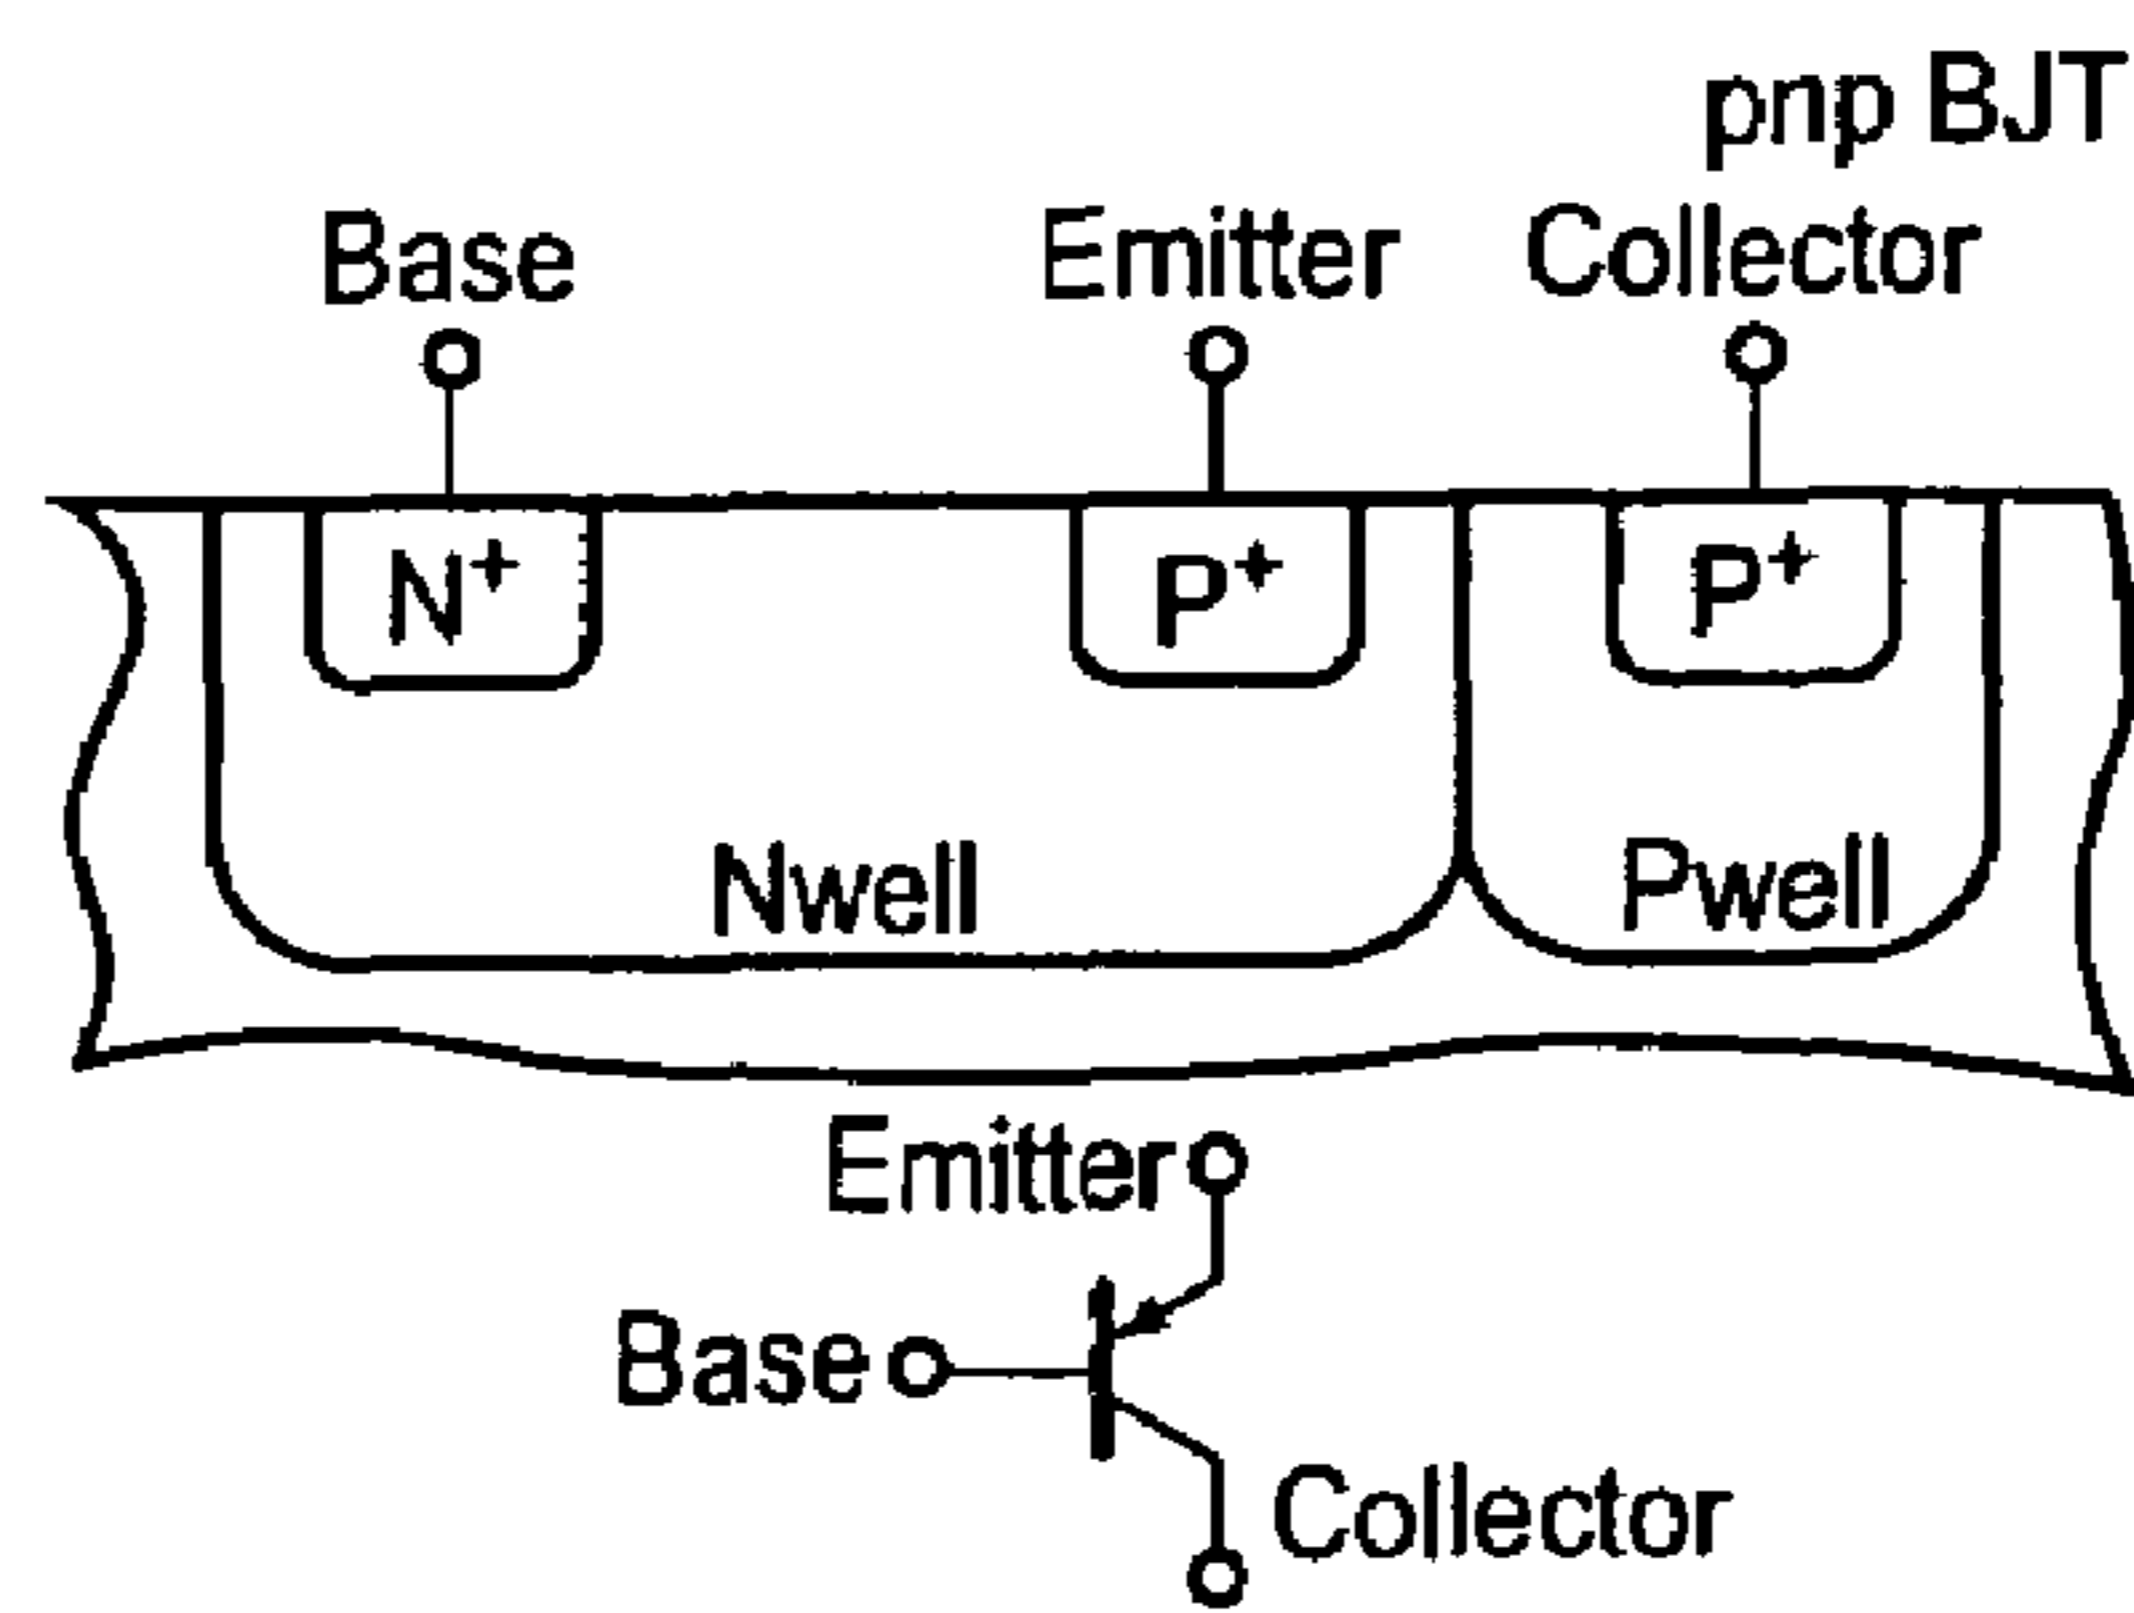 pnp BJT
Base Emitter Collector
N+ P+ P+
Nwell Pwell
Emitter
Base
Collector